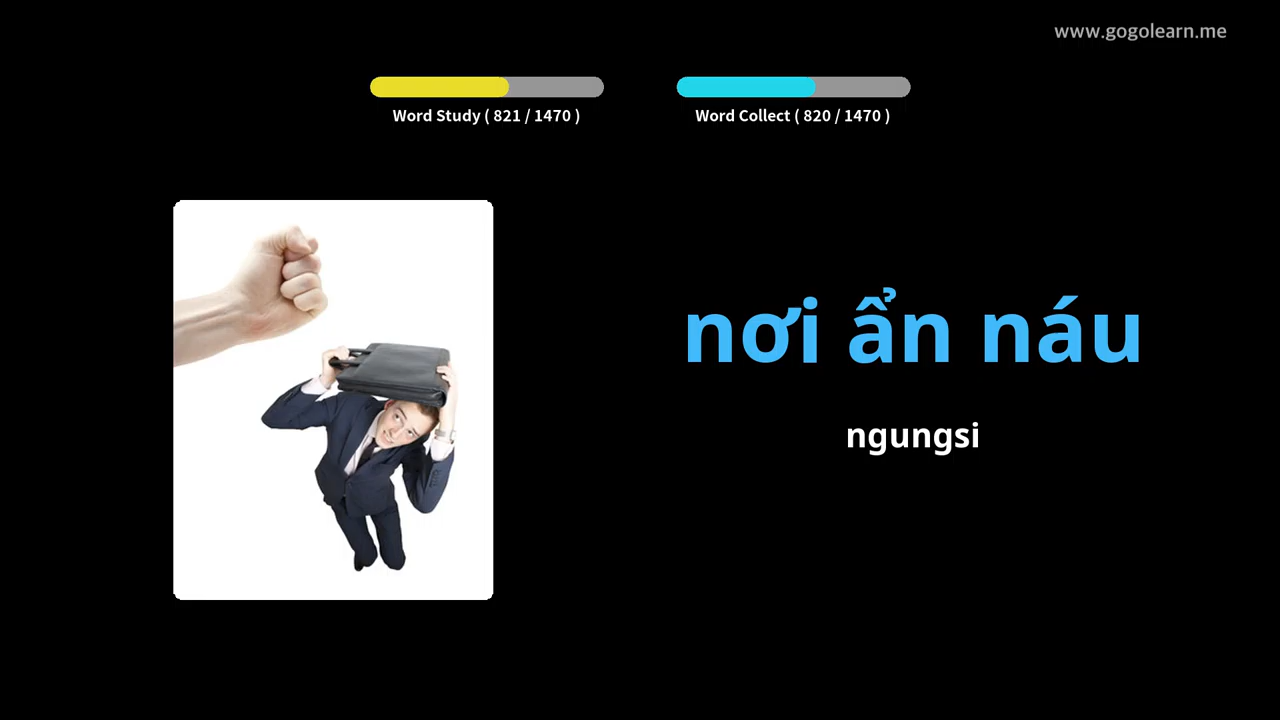 www.gogolearn.me
Word Study ( 821 / 1470 )
Word Collect ( 820 / 1470 )
nơi ẩn náu
ngungsi